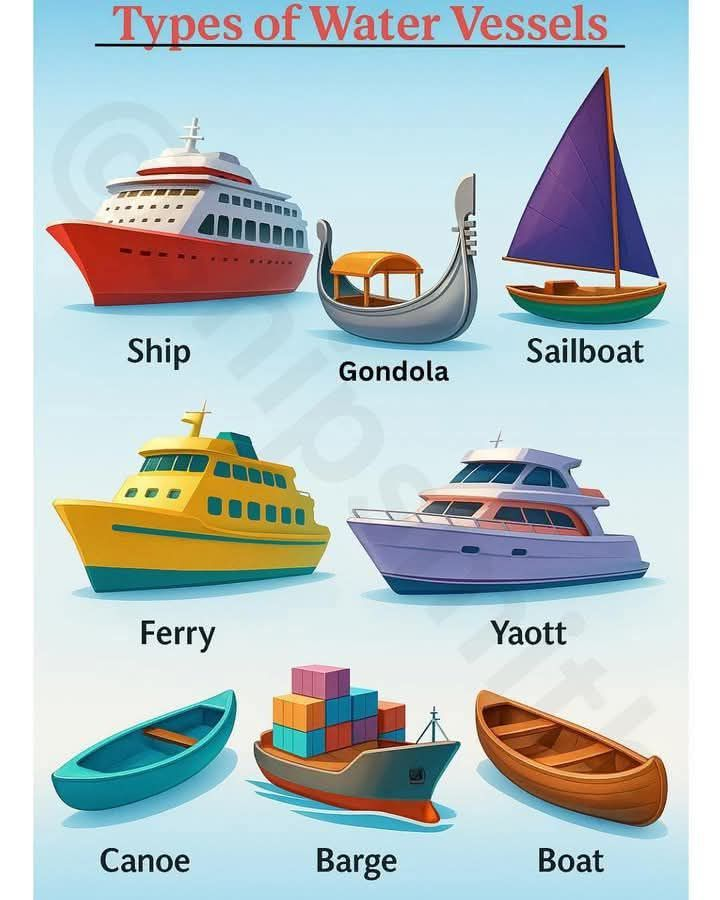 Types of Water Vessels
Ship
Gondola
Sailboat
Ferry
Yaott
Canoe
Barge
Boat